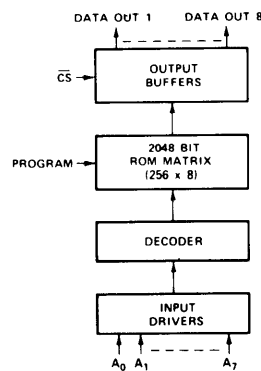 DATA OUT 1 DATA OUT 8
OUTPUT
BUFFERS
C̅S̅
2048 BIT
ROM MATRIX
(256 x 8)
PROGRAM
DECODER
INPUT
DRIVERS
A₀ A₁ A₇